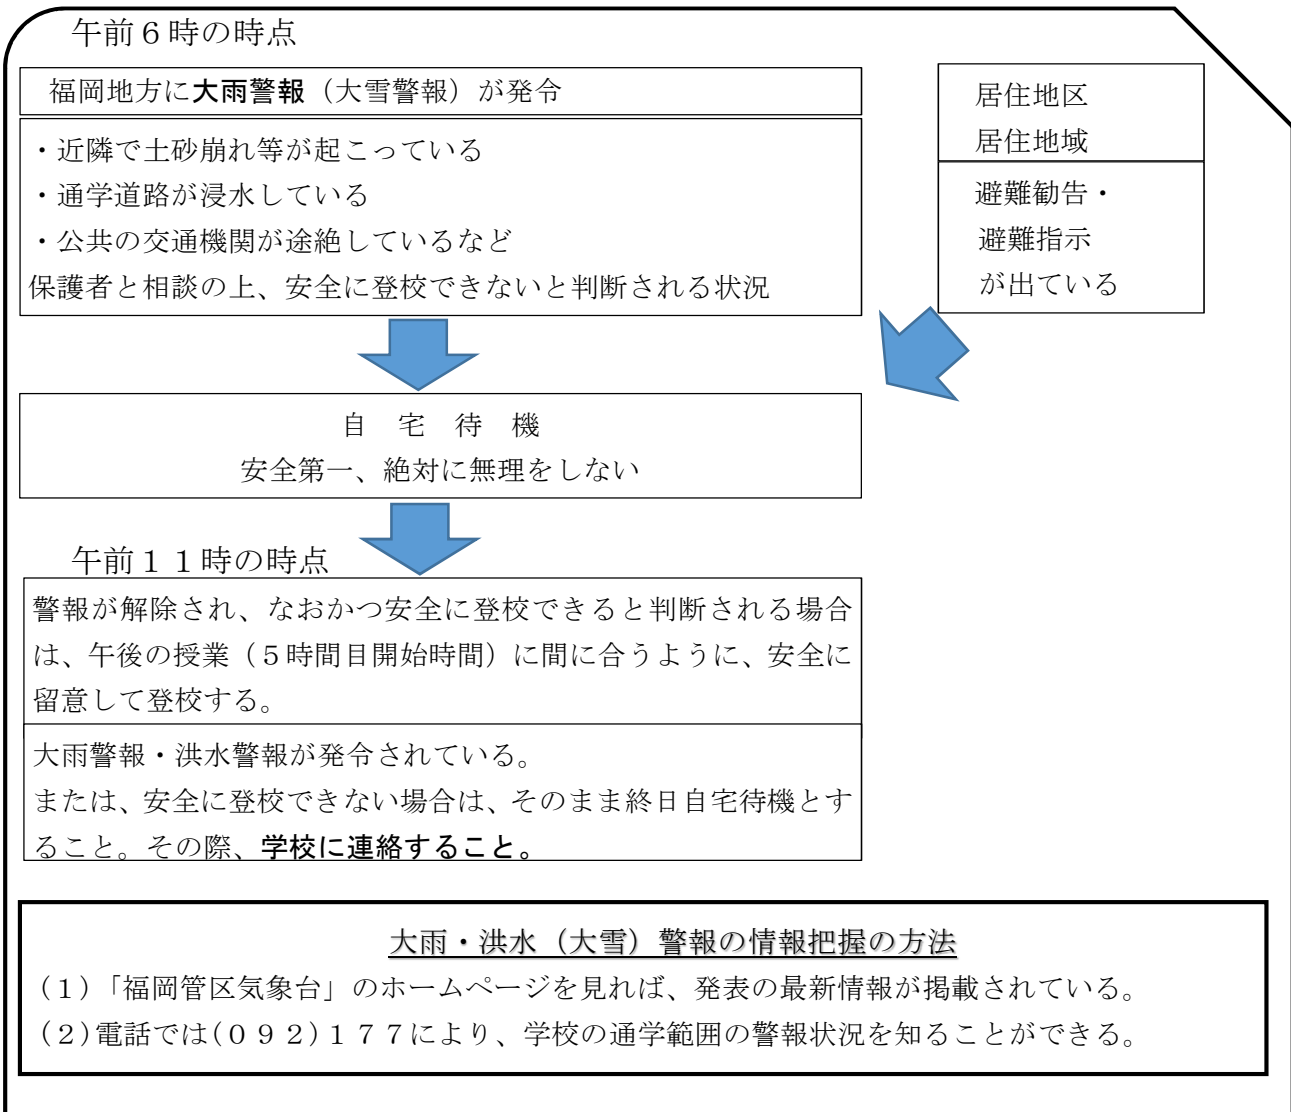 午前６時の時点
福岡地方に大雨警報（大雪警報）が発令
・近隣で土砂崩れ等が起こっている
・通学道路が浸水している
・公共の交通機関が途絶しているなど
保護者と相談の上、安全に登校できないと判断される状況
居住地区
居住地域
避難勧告・
避難指示
が出ている
自　宅　待　機
安全第一、絶対に無理をしない
午前１１時の時点
警報が解除され、なおかつ安全に登校できると判断される場合
は、午後の授業（５時間目開始時間）に間に合うように、安全に
留意して登校する。
大雨警報・洪水警報が発令されている。
または、安全に登校できない場合は、そのまま終日自宅待機とす
ること。その際、学校に連絡すること。
大雨・洪水（大雪）警報の情報把握の方法
(１)「福岡管区気象台」のホームページを見れば、発表の最新情報が掲載されている。
(２)電話では(０９２)１７７により、学校の通学範囲の警報状況を知ることができる。